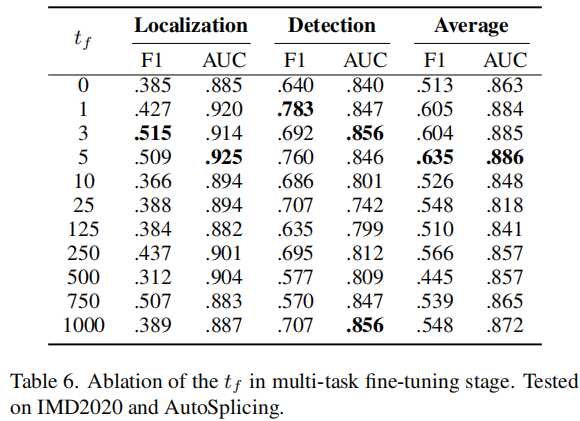 t_f Localization Detection Average
F1 AUC F1 AUC F1 AUC
0 .385 .885 .640 .840 .513 .863
1 .427 .920 .783 .847 .605 .884
3 .515 .914 .692 .856 .604 .885
5 .509 .925 .760 .846 .635 .886
10 .366 .894 .686 .801 .526 .848
25 .388 .894 .707 .742 .548 .818
125 .384 .882 .635 .799 .510 .841
250 .437 .901 .695 .812 .566 .857
500 .312 .904 .577 .809 .445 .857
750 .507 .883 .570 .847 .539 .865
1000 .389 .887 .707 .856 .548 .872
Table 6. Ablation of the t_f in multi-task fine-tuning stage. Tested
on IMD2020 and AutoSplicing.